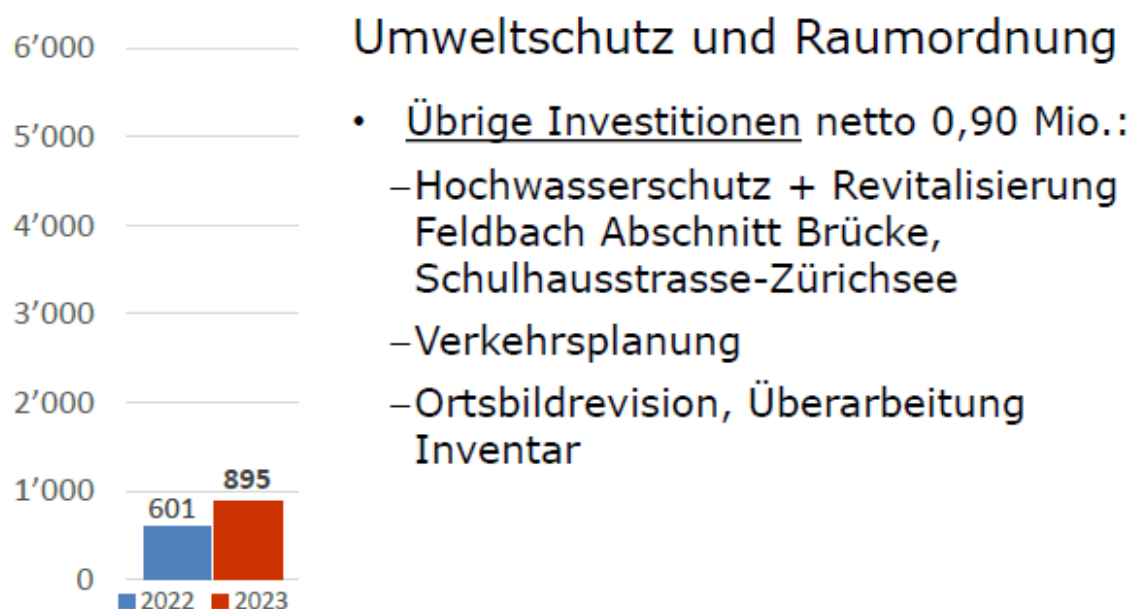 Umweltschutz und Raumordnung
• Übrige Investitionen netto 0,90 Mio.:
–Hochwasserschutz + Revitalisierung
Feldbach Abschnitt Brücke,
Schulhausstrasse-Zürichsee
–Verkehrsplanung
–Ortsbildrevision, Überarbeitung
Inventar
6’000
5’000
4’000
3’000
2’000
1’000
0
601
895
2022 2023